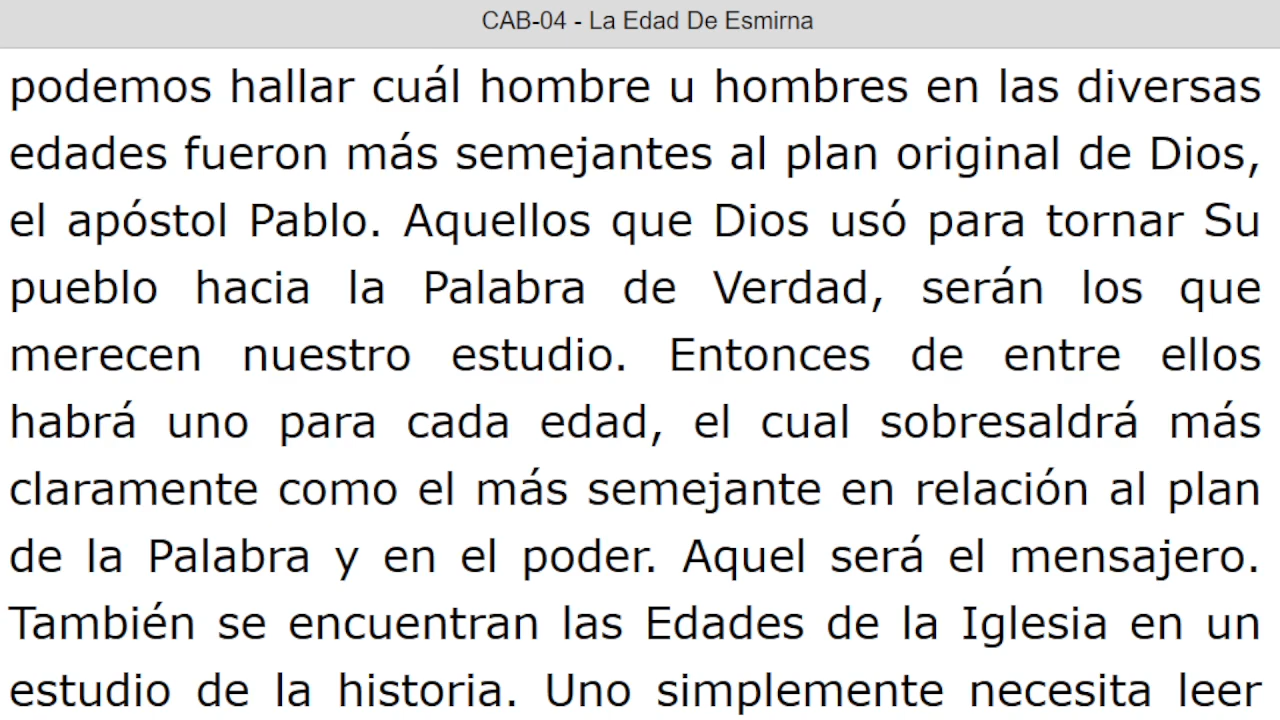 CAB-04 - La Edad De Esmirna
podemos hallar cuál hombre u hombres en las diversas
edades fueron más semejantes al plan original de Dios,
el apóstol Pablo. Aquellos que Dios usó para tornar Su
pueblo hacia la Palabra de Verdad, serán los que
merecen nuestro estudio. Entonces de entre ellos
habrá uno para cada edad, el cual sobresaldrá más
claramente como el más semejante en relación al plan
de la Palabra y en el poder. Aquel será el mensajero.
También se encuentran las Edades de la Iglesia en un
estudio de la historia. Uno simplemente necesita leer